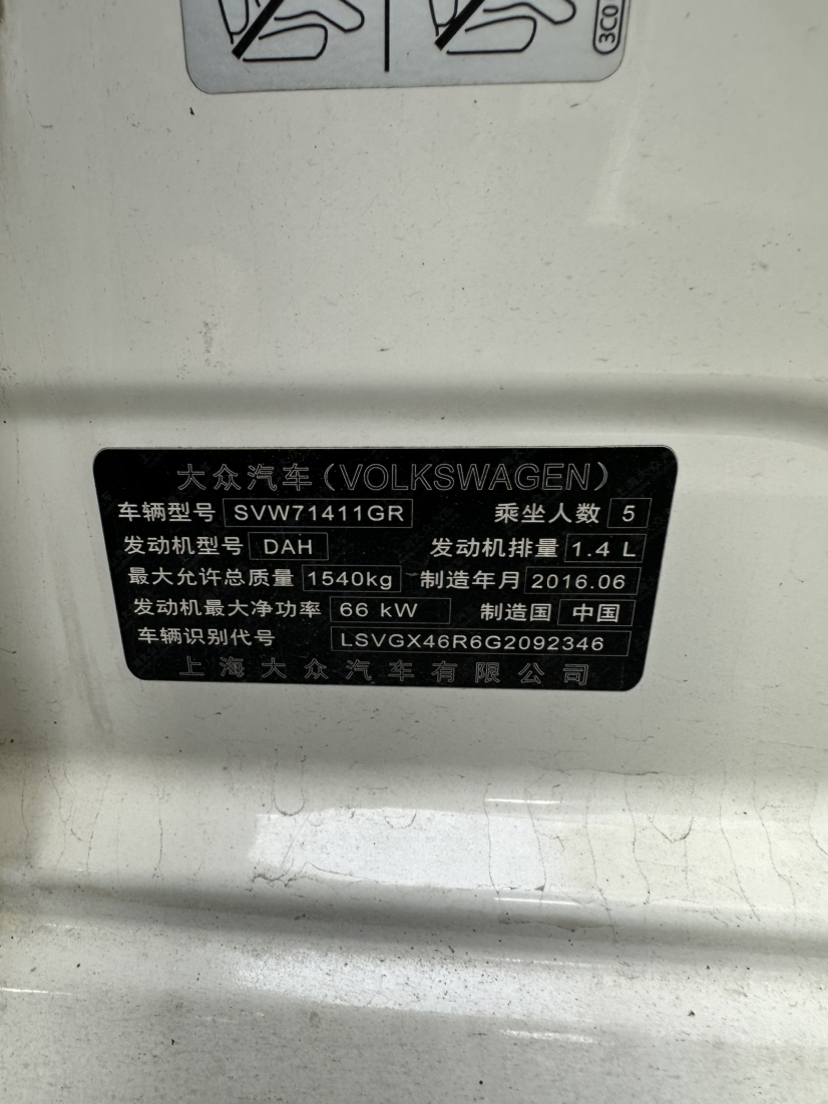 3C0
大众汽车(VOLKSWAGEN)
车辆型号 SVW71411GR 乘坐人数 5
发动机型号 DAH 发动机排量 1.4 L
最大允许总质量 1540kg 制造年月 2016.06
发动机最大净功率 66 kW 制造国 中国
车辆识别代号 LSVGX46R6G2092346
上海大众汽车有限公司